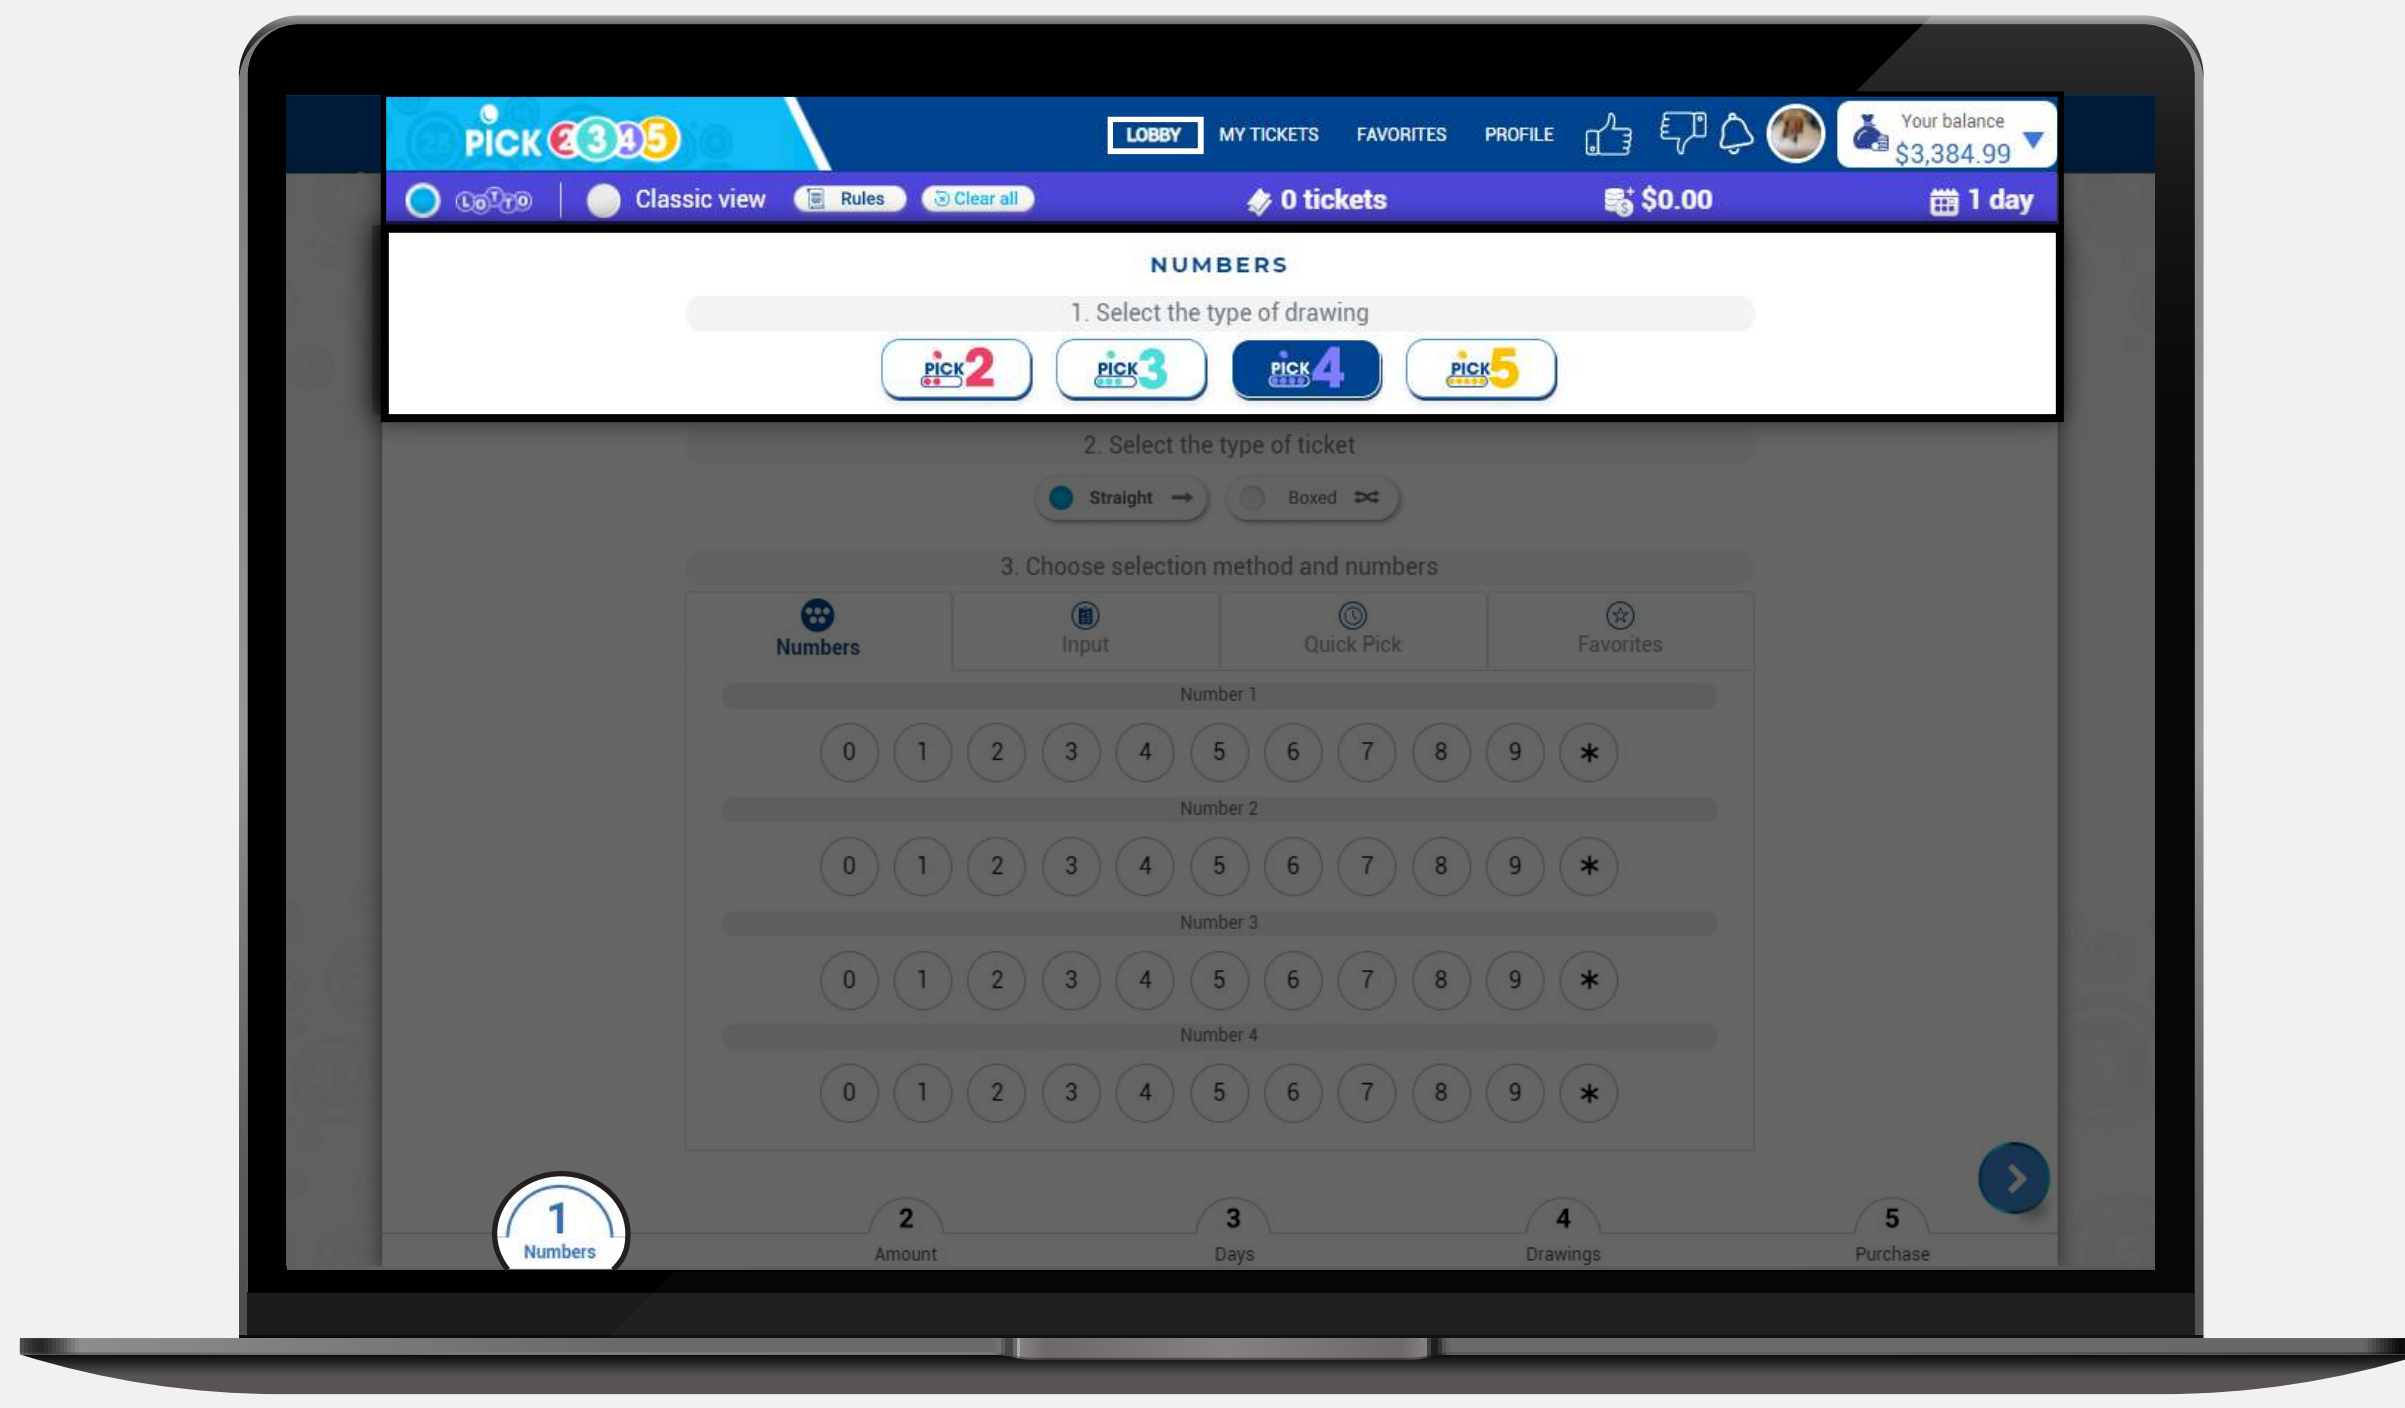 PICK 2345
LOBBY MY TICKETS FAVORITES PROFILE
Your balance
$3,384.99
LOTTO Classic view Rules Clear all 0 tickets $0.00 1 day
NUMBERS
1. Select the type of drawing
PICK 2 PICK 3 PICK 4 PICK 5
2. Select the type of ticket
Straight Boxed
3. Choose selection method and numbers
Numbers Input Quick Pick Favorites
Number 1
0 1 2 3 4 5 6 7 8 9 *
Number 2
0 1 2 3 4 5 6 7 8 9 *
Number 3
0 1 2 3 4 5 6 7 8 9 *
Number 4
0 1 2 3 4 5 6 7 8 9 *
1 2 3 4 5
Numbers Amount Days Drawings Purchase